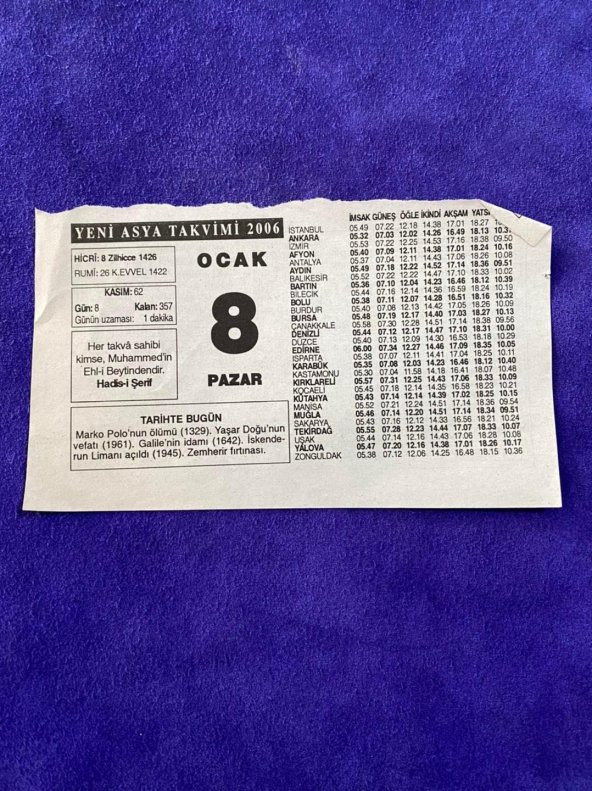 YENİ ASYA TAKVİMİ 2006
HİCRİ: 8 Zilhicce 1426
RUMİ: 26 K.EVVEL 1422
KASIM: 62
Gün: 8 Kalan: 357
Günün uzaması: 1 dakika
Her takvâ sahibi
kimse, Muhammed'in
Ehl-i Beytindendir.
Hadis-i Şerif
OCAK
8
PAZAR
TARİHTE BUGÜN
Marko Polo'nun ölümü (1329). Yaşar Doğu'nun
vefatı (1961). Galile'nin idamı (1642). İskende-
run Limanı açıldı (1945). Zemherir fırtınası.
İMSAK GÜNEŞ ÖĞLE İKİNDİ AKŞAM YATSI
İSTANBUL 05.49 07.22 12.18 14.38 17.01 18.27
ANKARA 05.32 07.03 12.02 14.26 16.49 18.13
İZMİR 05.53 07.22 12.25 14.53 17.16 18.38 09.50
AFYON 05.40 07.09 12.11 14.38 17.01 18.24 10.16
ANTALYA 05.37 07.04 12.11 14.43 17.06 18.26 10.08
AYDIN 05.49 07.18 12.22 14.52 17.14 18.36 09.51
BALIKESİR 05.52 07.22 12.22 14.47 17.10 18.33 10.02
BARTIN 05.36 07.10 12.04 14.23 16.46 18.12 10.39
BİLECİK 05.44 07.15 12.14 14.36 16.59 18.24 10.19
BOLU 05.38 07.11 12.07 14.28 16.51 18.16 10.32
BURDUR 05.40 07.08 12.13 14.42 17.05 18.26 10.09
BURSA 05.48 07.19 12.17 14.40 17.03 18.27 10.13
ÇANAKKALE 05.58 07.30 12.28 14.51 17.14 18.38 09.56
DENİZLİ 05.44 07.12 12.17 14.47 17.10 18.31 10.00
DÜZCE 05.40 07.13 12.09 14.30 16.53 18.18 10.29
EDİRNE 06.00 07.34 12.27 14.46 17.09 18.35 10.05
ISPARTA 05.38 07.07 12.11 14.41 17.04 18.25 10.11
KARABÜK 05.35 07.08 12.03 14.23 16.46 18.12 10.40
KASTAMONU 05.30 07.04 11.58 14.18 16.41 18.07 10.48
KIRKLARELİ 05.57 07.31 12.25 14.43 17.06 18.33 10.09
KOCAELİ 05.45 07.18 12.14 14.35 16.58 18.23 10.21
KÜTAHYA 05.43 07.14 12.14 14.39 17.02 18.25 10.15
MANİSA 05.52 07.21 12.24 14.51 17.14 18.36 09.54
MUĞLA 05.46 07.14 12.20 14.51 17.14 18.34 09.51
SAKARYA 05.43 07.16 12.12 14.33 16.56 18.21 10.24
TEKİRDAĞ 05.55 07.28 12.23 14.44 17.07 18.33 10.07
UŞAK 05.44 07.14 12.16 14.43 17.06 18.28 10.08
YALOVA 05.47 07.20 12.16 14.38 17.01 18.26 10.17
ZONGULDAK 05.38 07.12 12.06 14.25 16.48 18.15 10.36